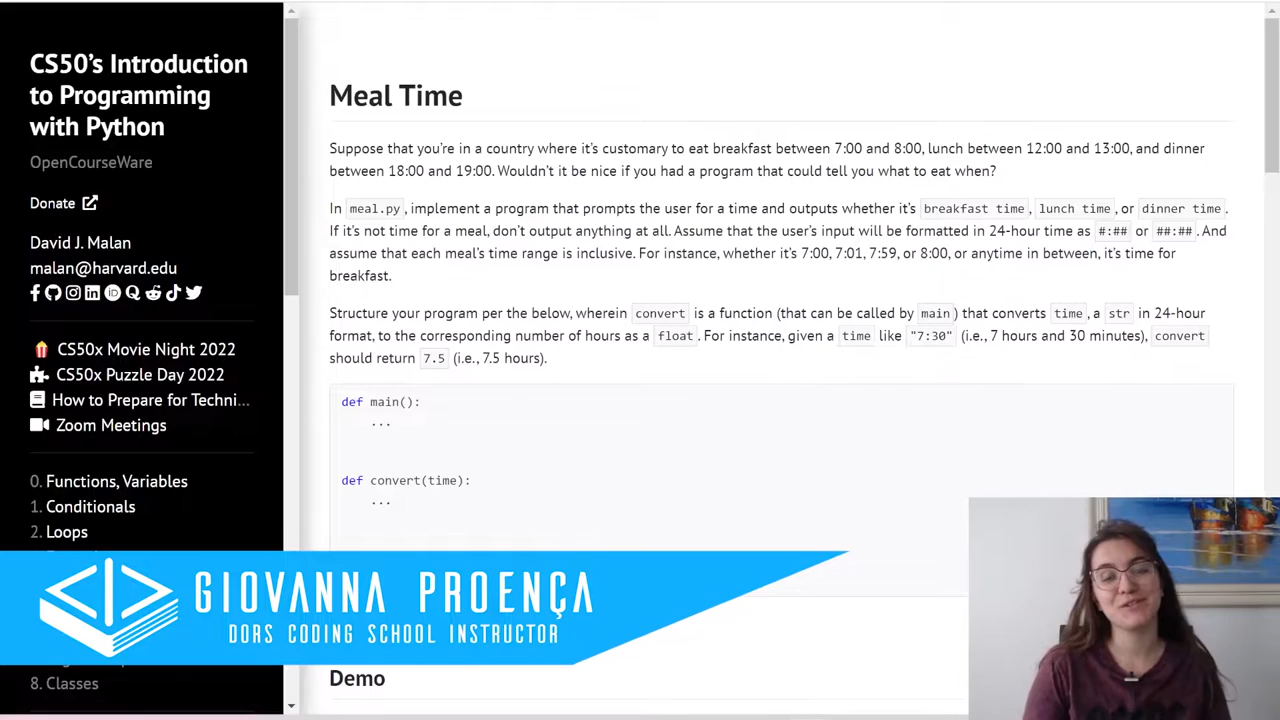 CS50’s Introduction
to Programming
with Python
OpenCourseWare
Donate
David J. Malan
malan@harvard.edu
CS50x Movie Night 2022
CS50x Puzzle Day 2022
How to Prepare for Techni...
Zoom Meetings
0. Functions, Variables
1. Conditionals
2. Loops
8. Classes
Meal Time
Suppose that you’re in a country where it’s customary to eat breakfast between 7:00 and 8:00, lunch between 12:00 and 13:00, and dinner
between 18:00 and 19:00. Wouldn’t it be nice if you had a program that could tell you what to eat when?
In meal.py, implement a program that prompts the user for a time and outputs whether it’s breakfast time, lunch time, or dinner time.
If it’s not time for a meal, don’t output anything at all. Assume that the user’s input will be formatted in 24-hour time as #:## or ##:##. And
assume that each meal’s time range is inclusive. For instance, whether it’s 7:00, 7:01, 7:59, or 8:00, or anytime in between, it’s time for
breakfast.
Structure your program per the below, wherein convert is a function (that can be called by main) that converts time, a str in 24-hour
format, to the corresponding number of hours as a float. For instance, given a time like "7:30" (i.e., 7 hours and 30 minutes), convert
should return 7.5 (i.e., 7.5 hours).
def main():
...
def convert(time):
...
Demo
GIOVANNA PROENÇA
DORS CODING SCHOOL INSTRUCTOR